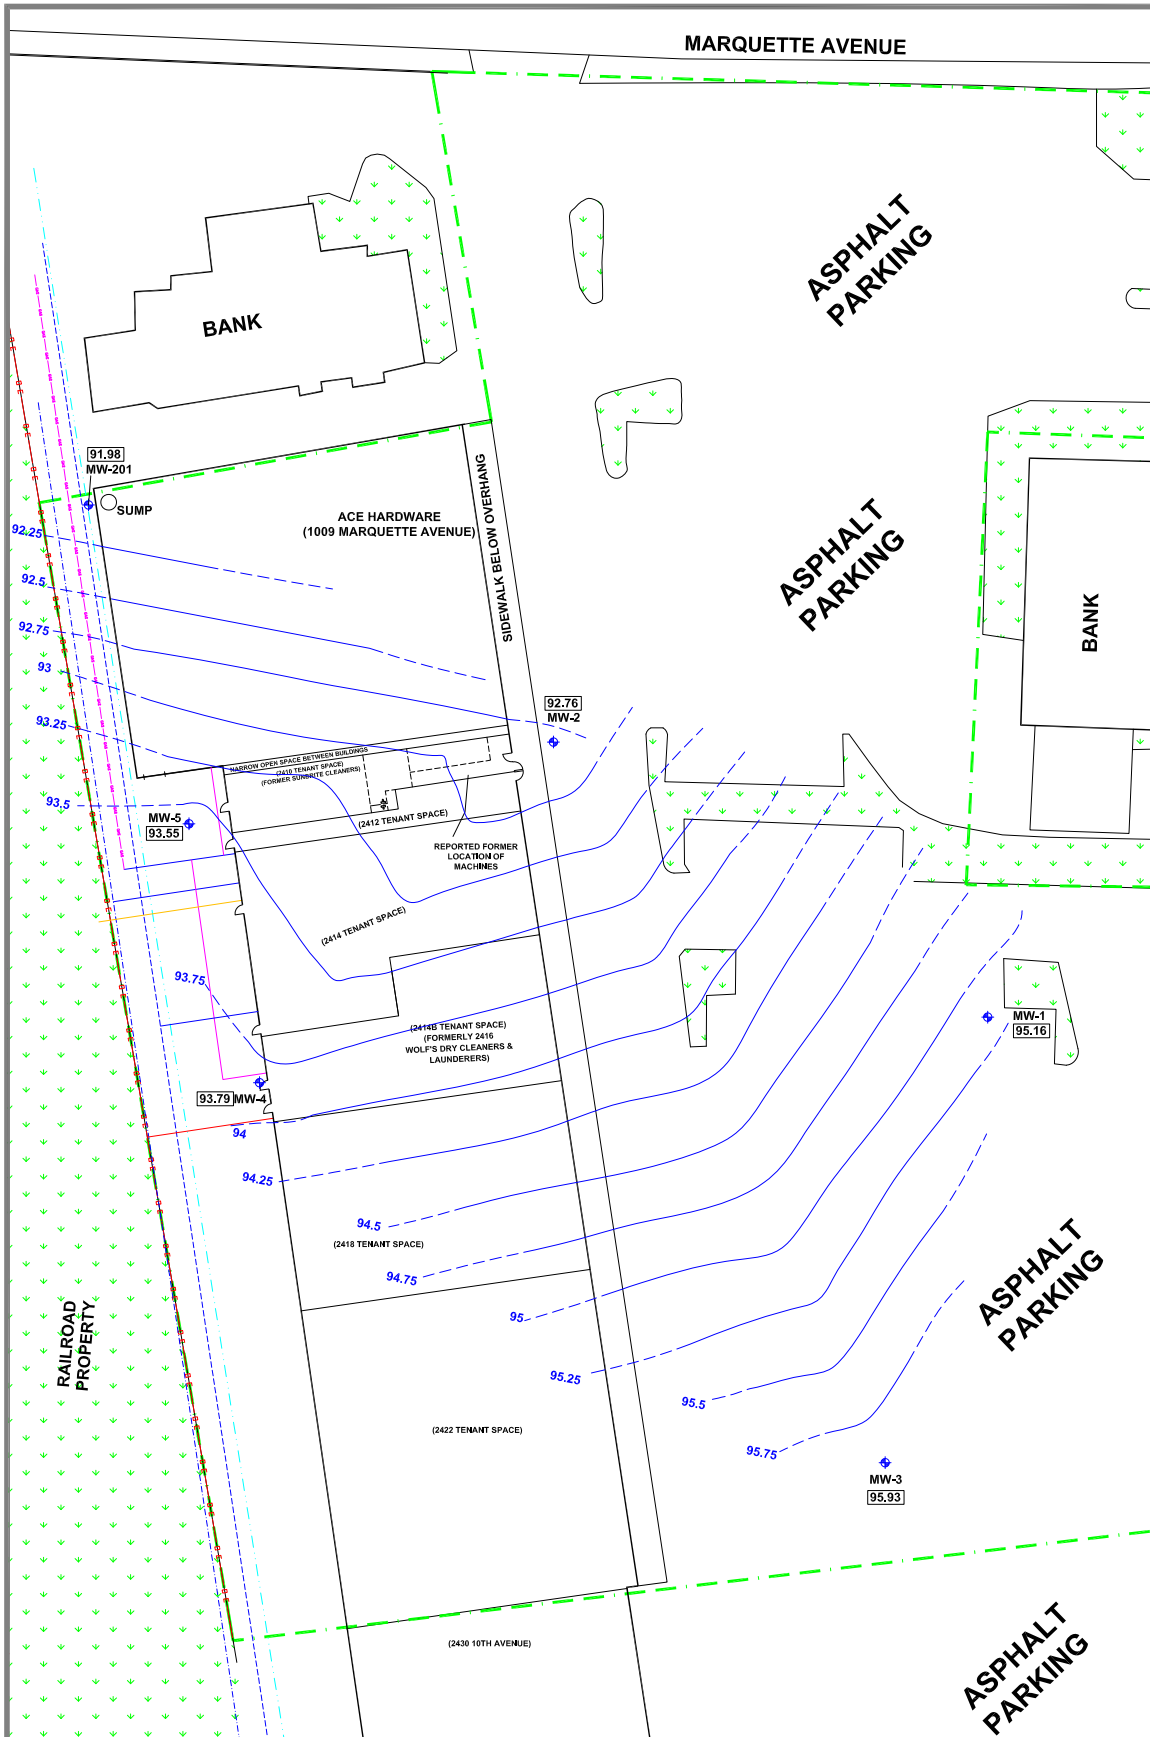 MARQUETTE AVENUE
ASPHALT
PARKING
BANK
91.98
MW-201
SUMP
ACE HARDWARE
(1009 MARQUETTE AVENUE)
SIDEWALK BELOW OVERHANG
ASPHALT
PARKING
BANK
92.25
92.5
92.75
93
93.25
92.76
MW-2
NARROW OPEN SPACE BETWEEN BUILDINGS
(2410 TENANT SPACE)
(FORMER SUNBRITE CLEANERS)
93.5
MW-5
93.55
(2412 TENANT SPACE)
REPORTED FORMER
LOCATION OF
MACHINES
(2414 TENANT SPACE)
93.75
(2414B TENANT SPACE)
(FORMERLY 2416
WOLF'S DRY CLEANERS &
LAUNDERERS)
MW-1
95.16
93.79
MW-4
94
94.25
94.5
(2418 TENANT SPACE)
94.75
95
95.25
95.5
95.75
ASPHALT
PARKING
RAILROAD
PROPERTY
(2422 TENANT SPACE)
MW-3
95.93
(2430 10TH AVENUE)
ASPHALT
PARKING